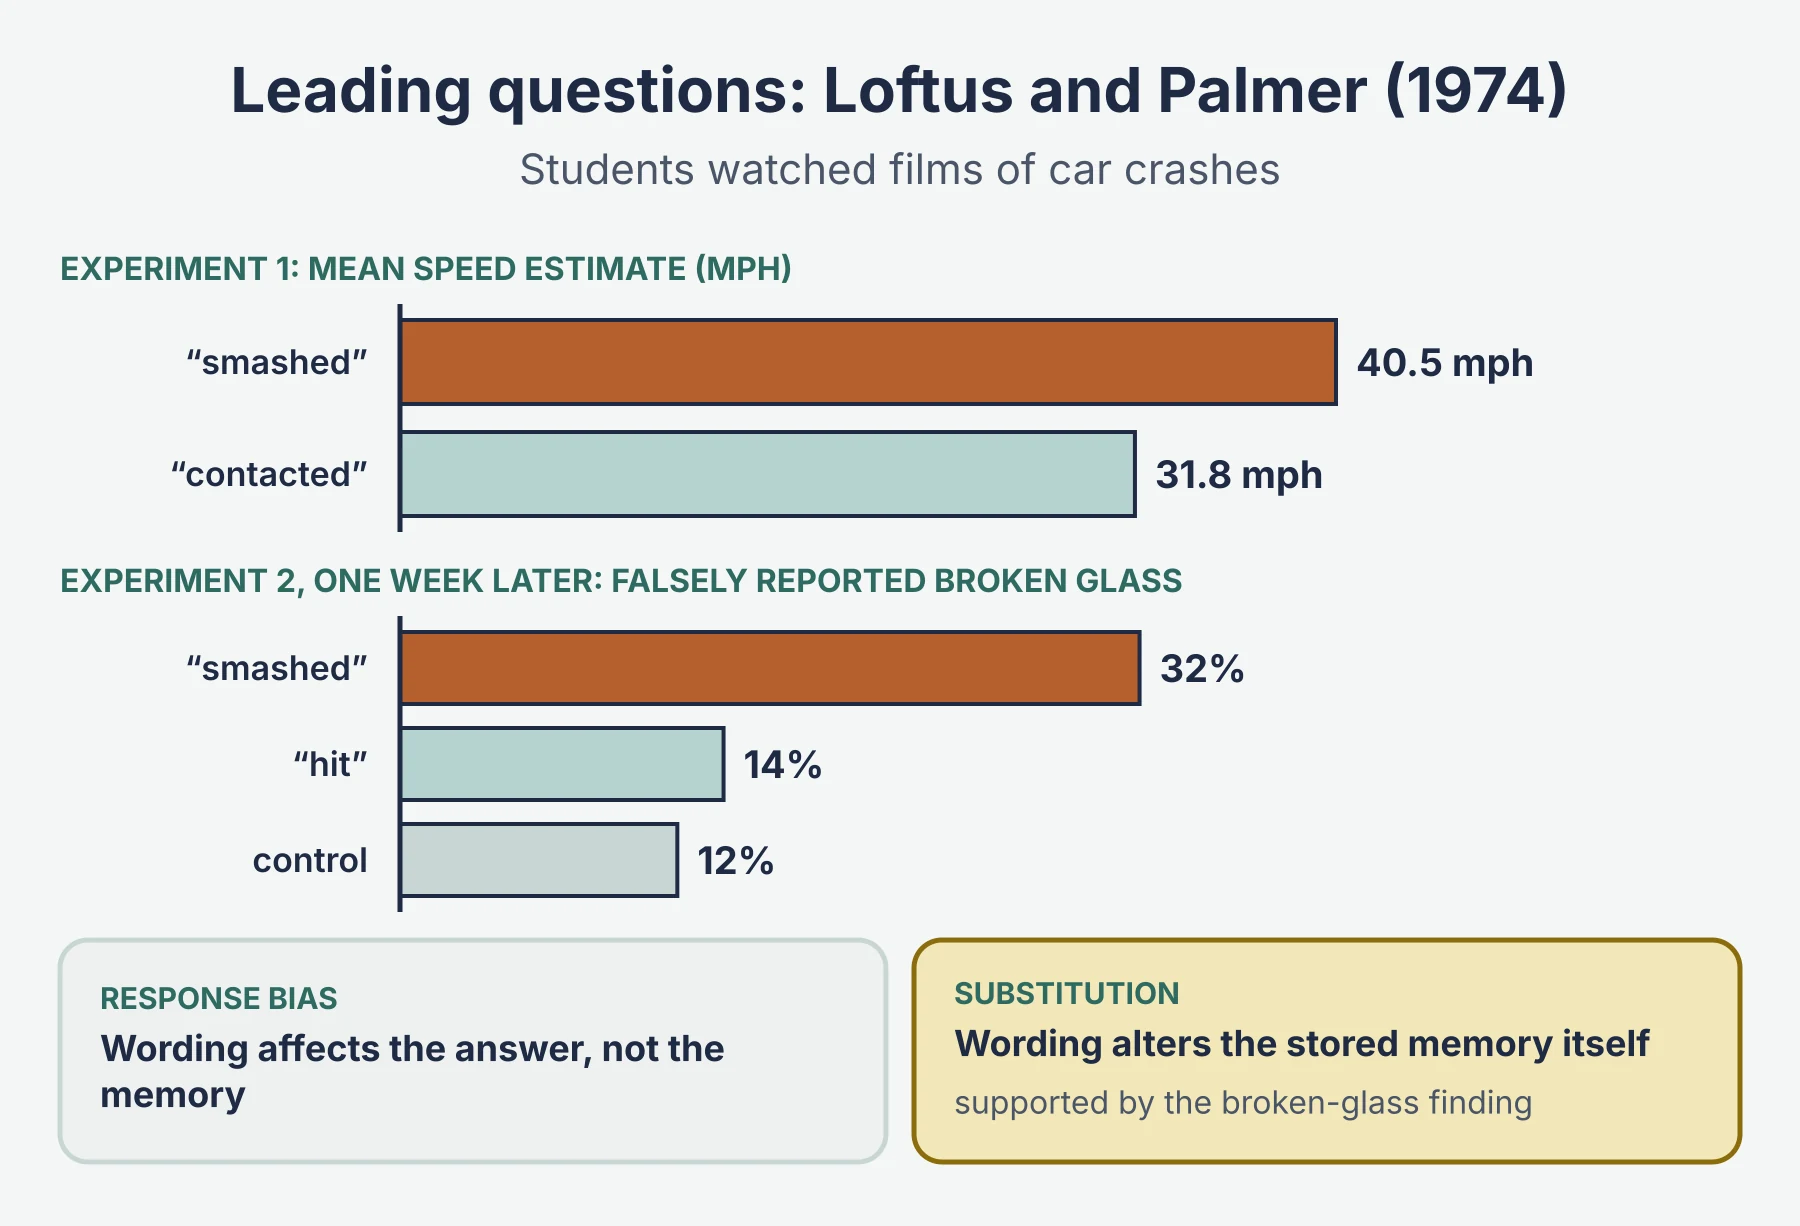 Leading questions: Loftus and Palmer (1974)
Students watched films of car crashes
EXPERIMENT 1: MEAN SPEED ESTIMATE (MPH)
“smashed”
40.5 mph
“contacted”
31.8 mph
EXPERIMENT 2, ONE WEEK LATER: FALSELY REPORTED BROKEN GLASS
“smashed”
32%
“hit”
14%
control
12%
RESPONSE BIAS
Wording affects the answer, not the
memory
SUBSTITUTION
Wording alters the stored memory itself
supported by the broken-glass finding